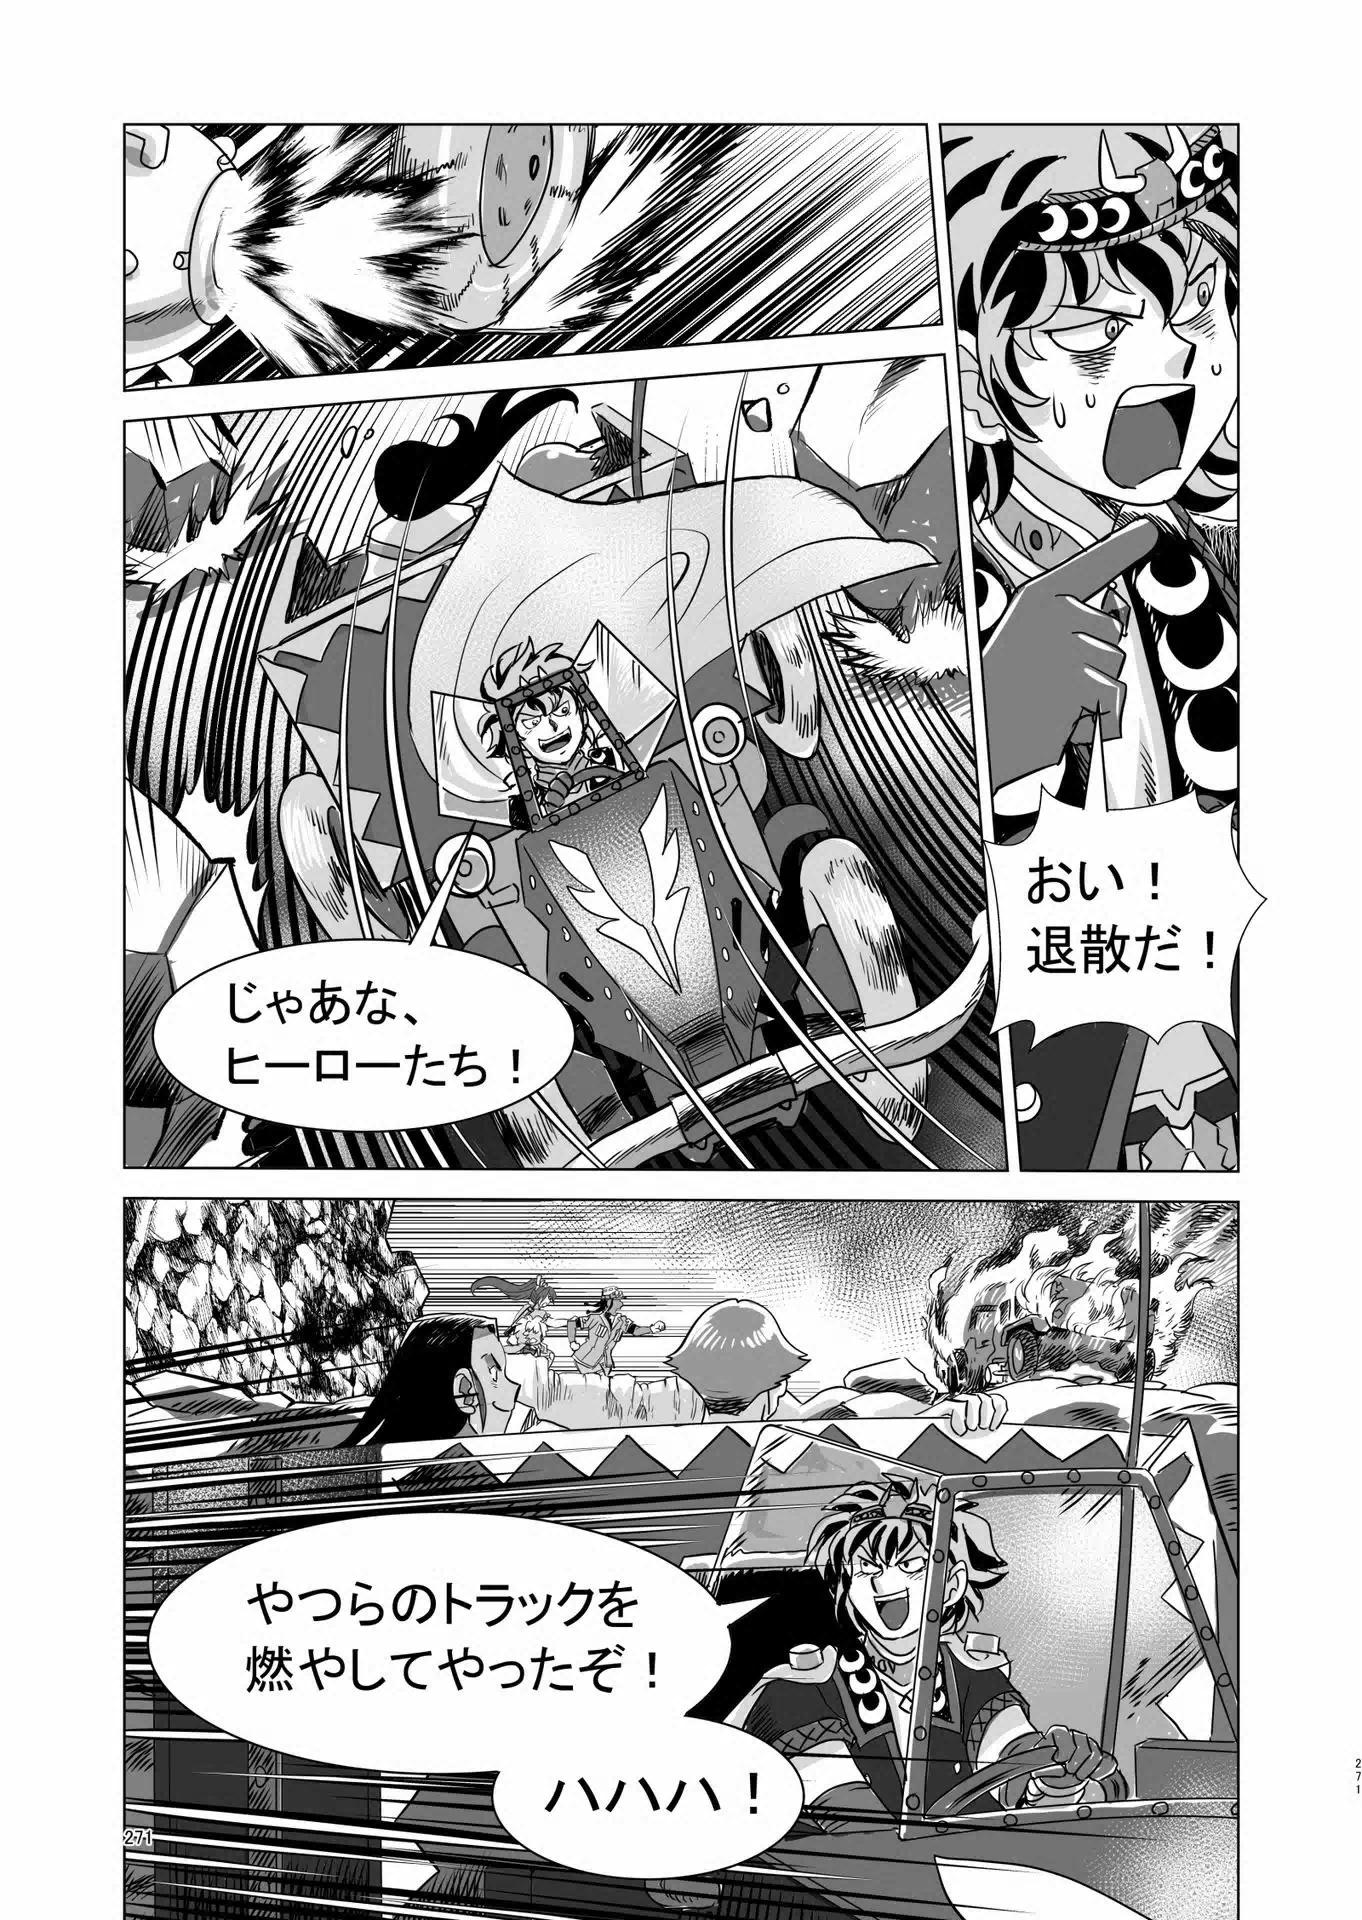 おい！
退散だ！
じゃあな、
ヒーローたち！
やつらのトラックを
燃やしてやったぞ！
ハハハ！
271
271